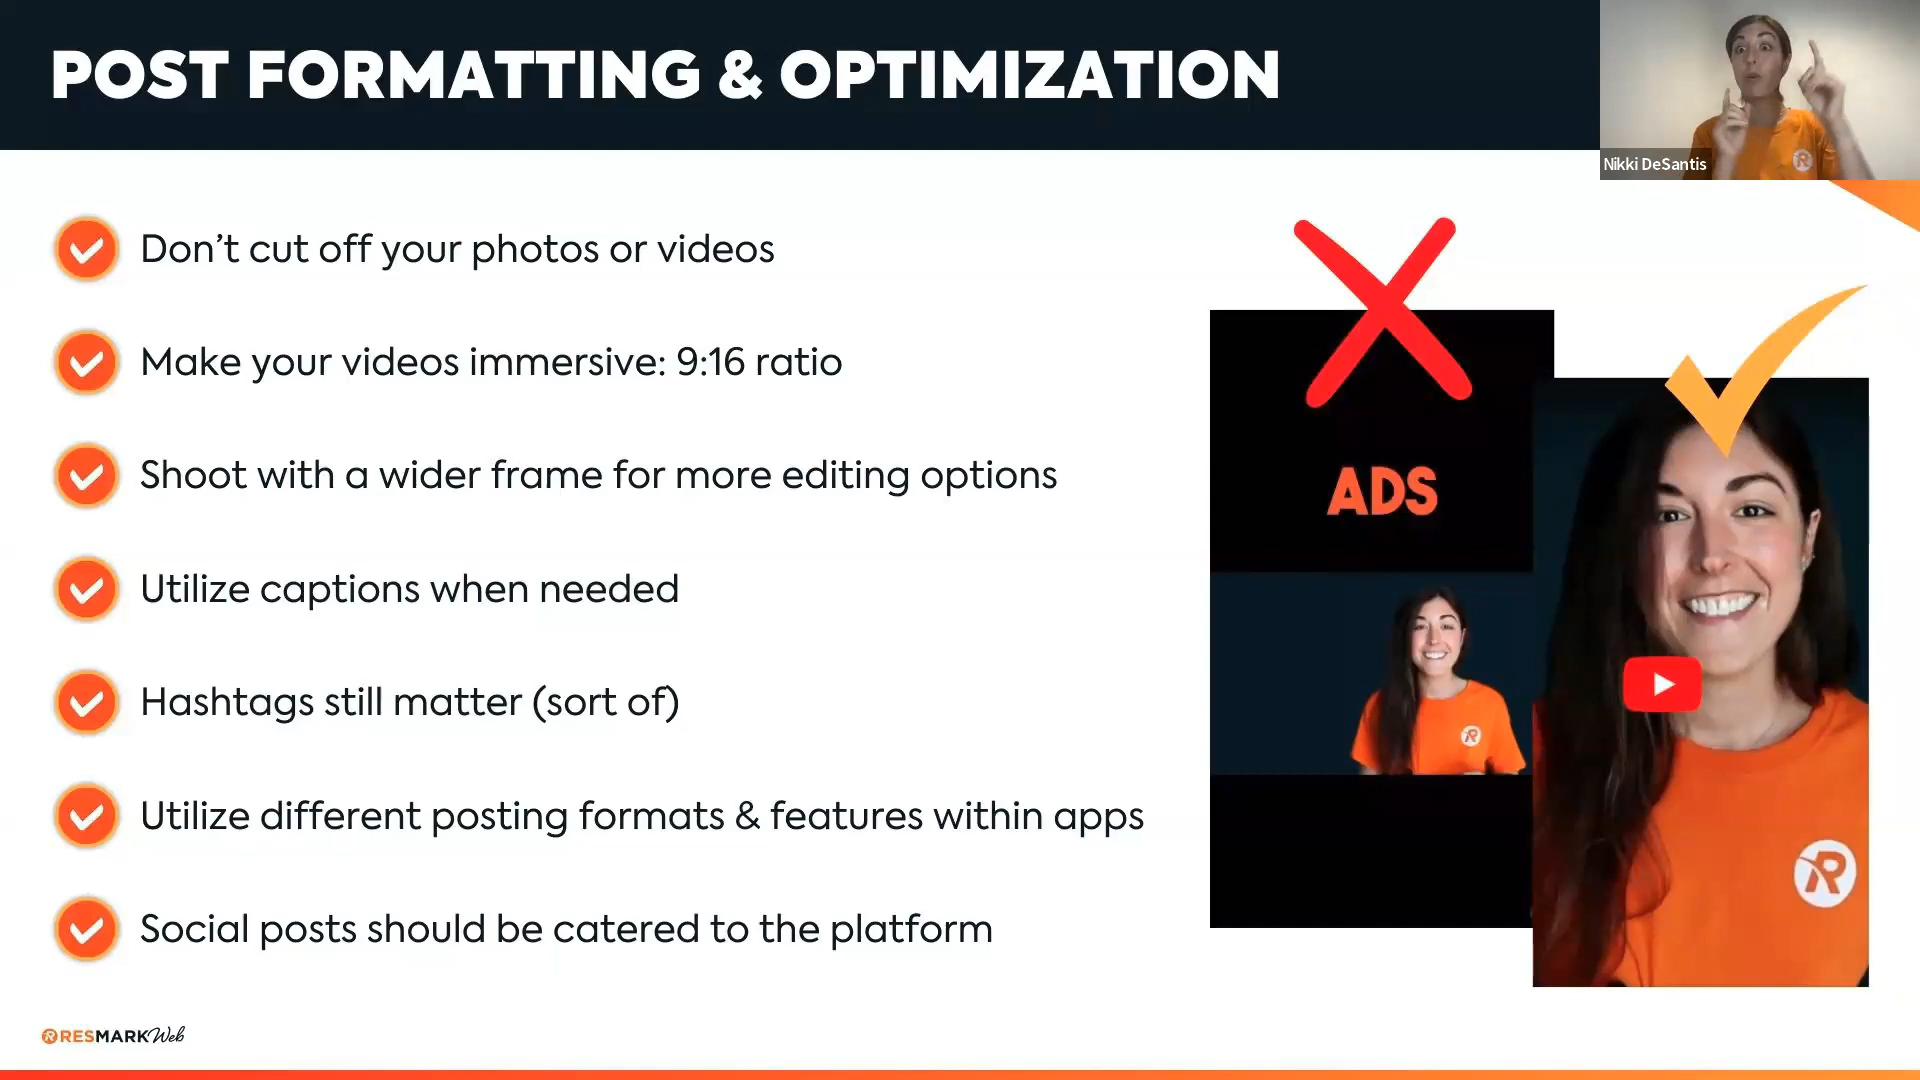 POST FORMATTING & OPTIMIZATION
Nikki DeSantis
Don’t cut off your photos or videos
Make your videos immersive: 9:16 ratio
Shoot with a wider frame for more editing options
Utilize captions when needed
Hashtags still matter (sort of)
Utilize different posting formats & features within apps
Social posts should be catered to the platform
ADS
R
R
R
RESMARK Web